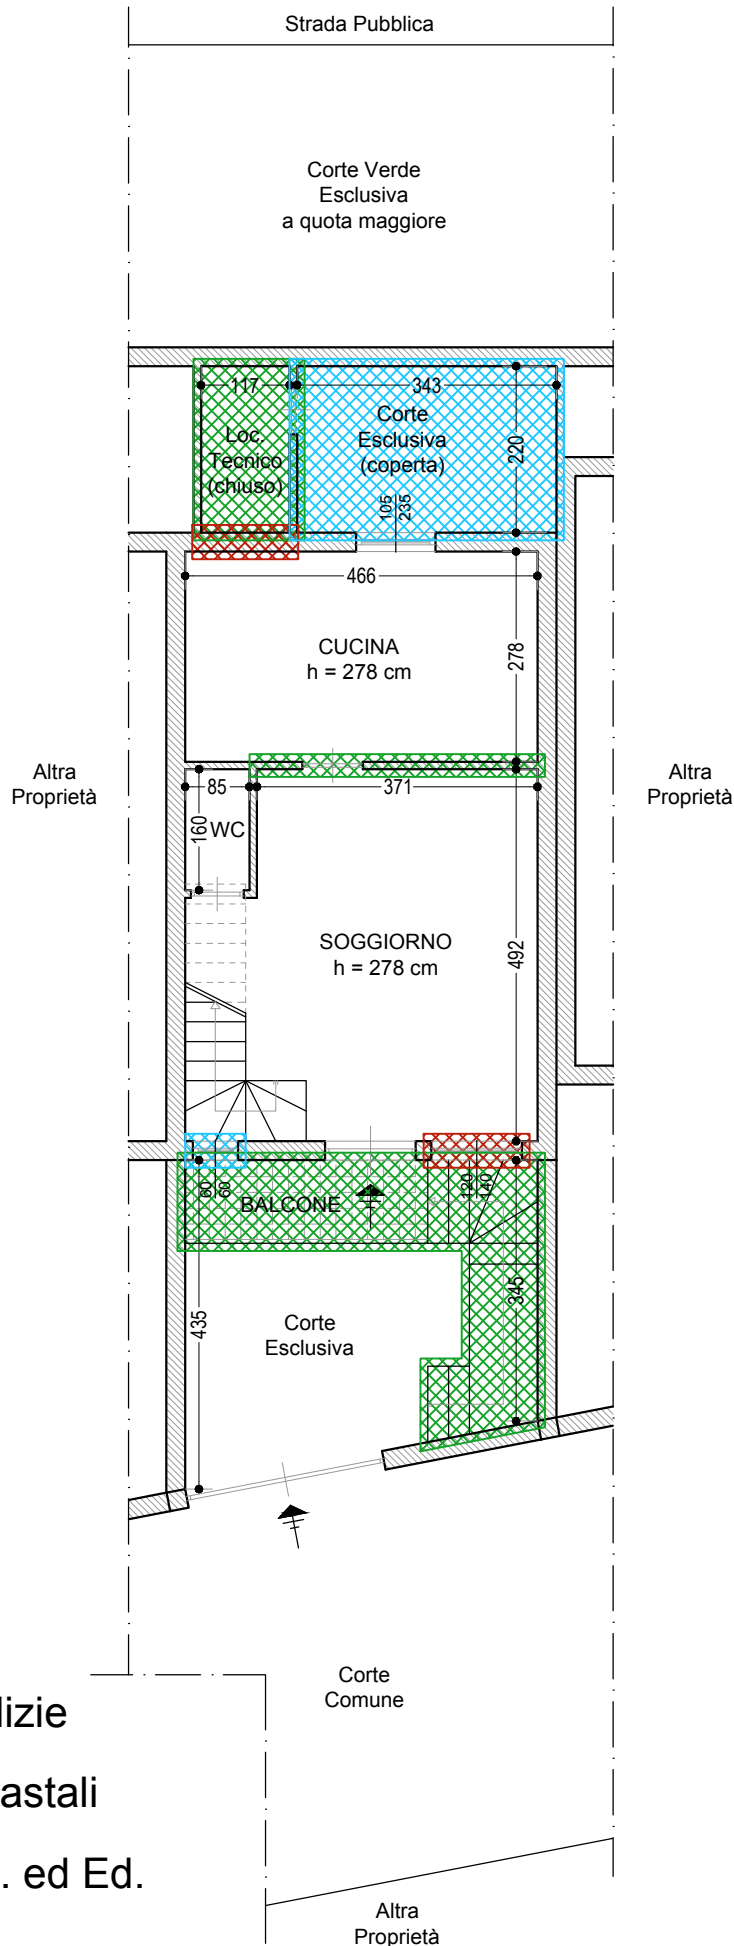 Strada Pubblica
Corte Verde
Esclusiva
a quota maggiore
117
343
Loc.
Tecnico
(chiuso)
Corte
Esclusiva
(coperta)
220
105
235
466
CUCINA
h = 278 cm
278
Altra
Proprietà
Altra
Proprietà
85
371
160
WC
SOGGIORNO
h = 278 cm
492
60
60
BALCONE
120
140
435
345
Corte
Esclusiva
Corte
Comune
lizie
astali
. ed Ed.
Altra
Proprietà